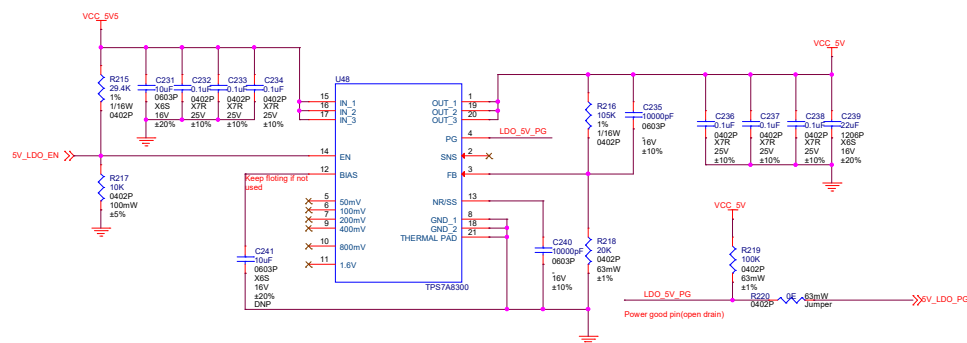 VCC_5V5
R215
29.4K
1%
1/16W
0402P
C231
10uF
0603P
X6S
16V
±20%
C232
0.1uF
0402P
X7R
25V
±10%
C233
0.1uF
0402P
X7R
25V
±10%
C234
0.1uF
0402P
X7R
25V
±10%
5V_LDO_EN
R217
10K
0402P
100mW
±5%
Keep floting if not
used
C241
10uF
0603P
X6S
16V
±20%
DNP
U48
15
IN_1
16
IN_2
17
IN_3
14
EN
12
BIAS
5
50mV
6
100mV
7
200mV
9
400mV
10
800mV
11
1.6V
OUT_1
1
OUT_2
19
OUT_3
20
PG
4
SNS
2
FB
3
NR/SS
13
GND_1
8
GND_2
18
THERMAL PAD
21
TPS7A8300
LDO_5V_PG
C240
10000pF
0603P
-
16V
±10%
R216
105K
1%
1/16W
0402P
C235
10000pF
0603P
-
16V
±10%
R218
20K
0402P
63mW
±1%
VCC_5V
C236
0.1uF
0402P
X7R
25V
±10%
C237
0.1uF
0402P
X7R
25V
±10%
C238
0.1uF
0402P
X7R
25V
±10%
C239
22uF
1206P
X6S
16V
±20%
VCC_5V
R219
100K
0402P
63mW
±1%
LDO_5V_PG
R220
0402P
0E
63mW
Jumper
5V_LDO_PG
Power good pin(open drain)